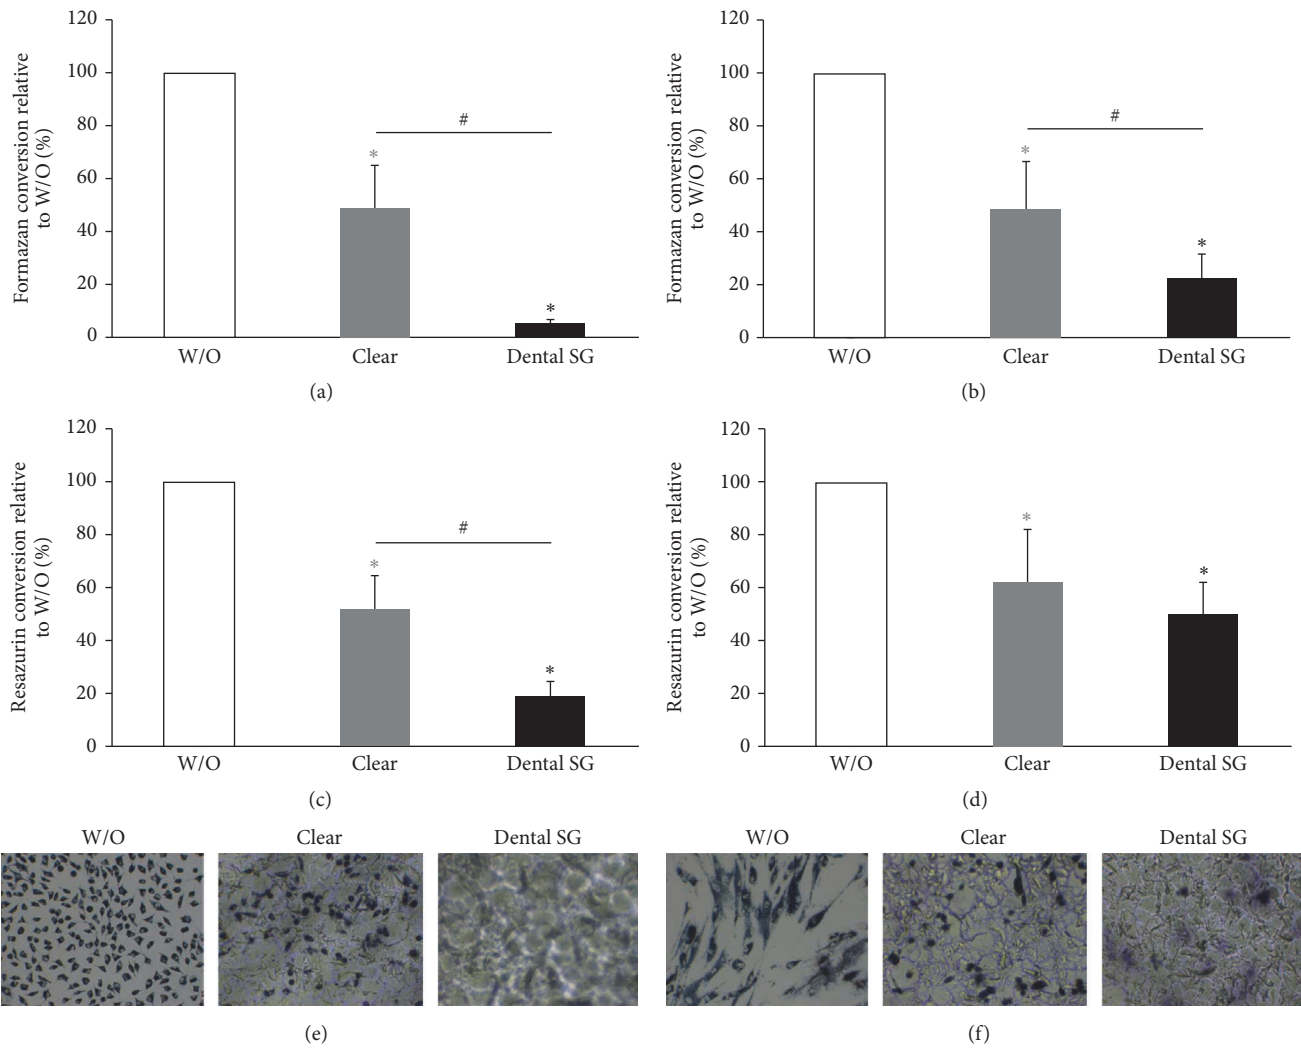 120
100
80
60
40
20
0
Formazan conversion relative
to W/O (%)
*
#
*
W/O
Clear
Dental SG
(a)
120
100
80
60
40
20
0
Formazan conversion relative
to W/O (%)
*
#
*
W/O
Clear
Dental SG
(b)
120
100
80
60
40
20
0
Resazurin conversion relative
to W/O (%)
*
#
*
W/O
Clear
Dental SG
(c)
120
100
80
60
40
20
0
Resazurin conversion relative
to W/O (%)
*
*
W/O
Clear
Dental SG
(d)
W/O
Clear
Dental SG
(e)
W/O
Clear
Dental SG
(f)